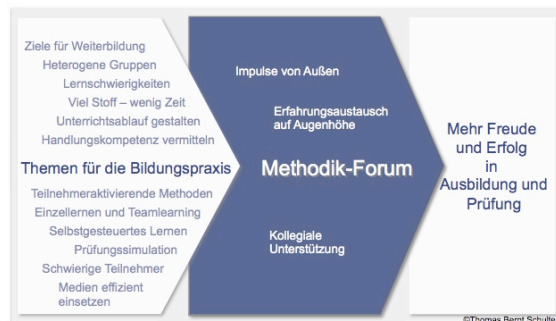 Ziele für Weiterbildung
Heterogene Gruppen
Lernschwierigkeiten
Viel Stoff – wenig Zeit
Unterrichtsablauf gestalten
Handlungskompetenz vermitteln
Themen für die Bildungspraxis
Teilnehmeraktivierende Methoden
Einzellernen und Teamlearning
Selbstgesteuertes Lernen
Prüfungssimulation
Schwierige Teilnehmer
Medien effizient
einsetzen
Impulse von Außen
Erfahrungsaustausch
auf Augenhöhe
Methodik-Forum
Kollegiale
Unterstützung
Mehr Freude
und Erfolg
in
Ausbildung und
Prüfung
©Thomas Bernt Schulte